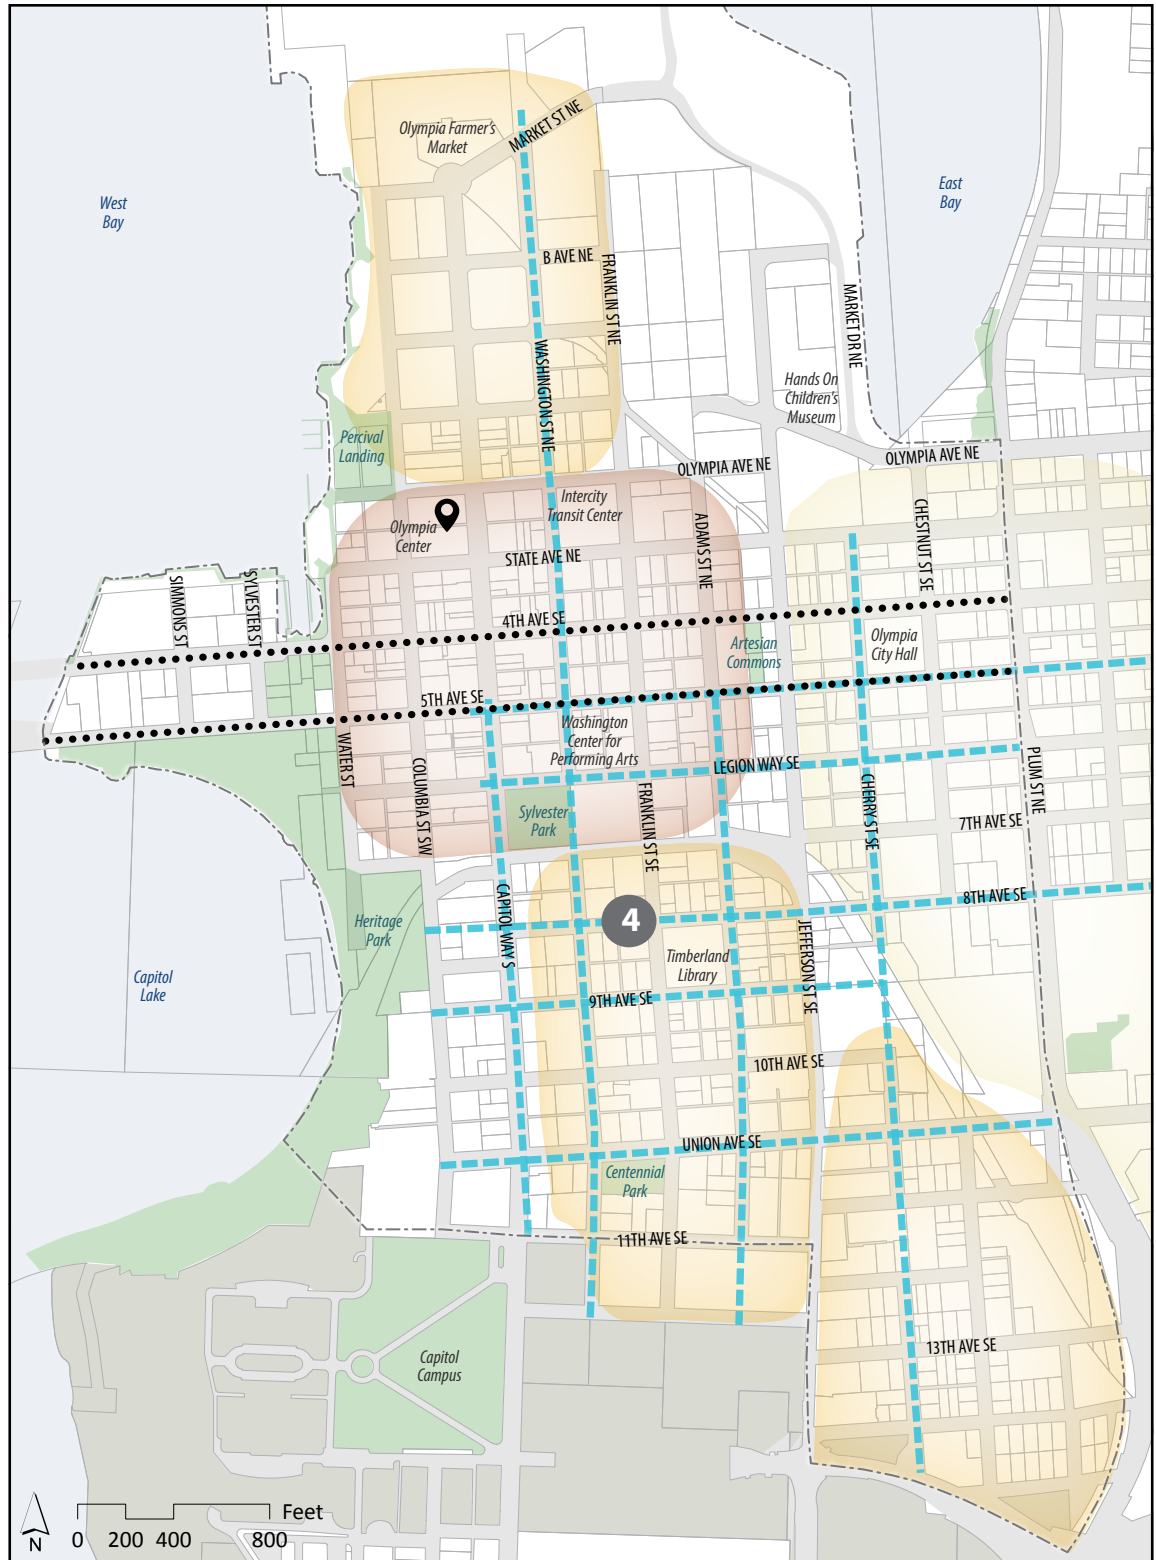 Olympia Farmer's
Market
MARKET ST NE
West
Bay
East
Bay
B AVE NE
FRANKLIN ST NE
MARKET DR NE
WASHINGTON ST NE
Hands On
Children's
Museum
Percival
Landing
OLYMPIA AVE NE
OLYMPIA AVE NE
Intercity
Transit Center
Olympia
Center
ADAMS ST NE
CHESTNUT ST SE
STATE AVE NE
SIMMONS ST
SYLVESTER ST
4TH AVE SE
Artesian
Commons
Olympia
City Hall
5TH AVE SE
Washington
Center for
Performing Arts
WATER ST
COLUMBIA ST SW
LEGION WAY SE
PLUM ST NE
Sylvester
Park
FRANKLIN ST SE
CHERRY ST SE
7TH AVE SE
8TH AVE SE
CAPITOL WAY S
4
Heritage
Park
Timberland
Library
JEFFERSON ST SE
Capitol
Lake
9TH AVE SE
10TH AVE SE
UNION AVE SE
Centennial
Park
11TH AVE SE
13TH AVE SE
Capitol
Campus
N
Feet
0 200 400 800